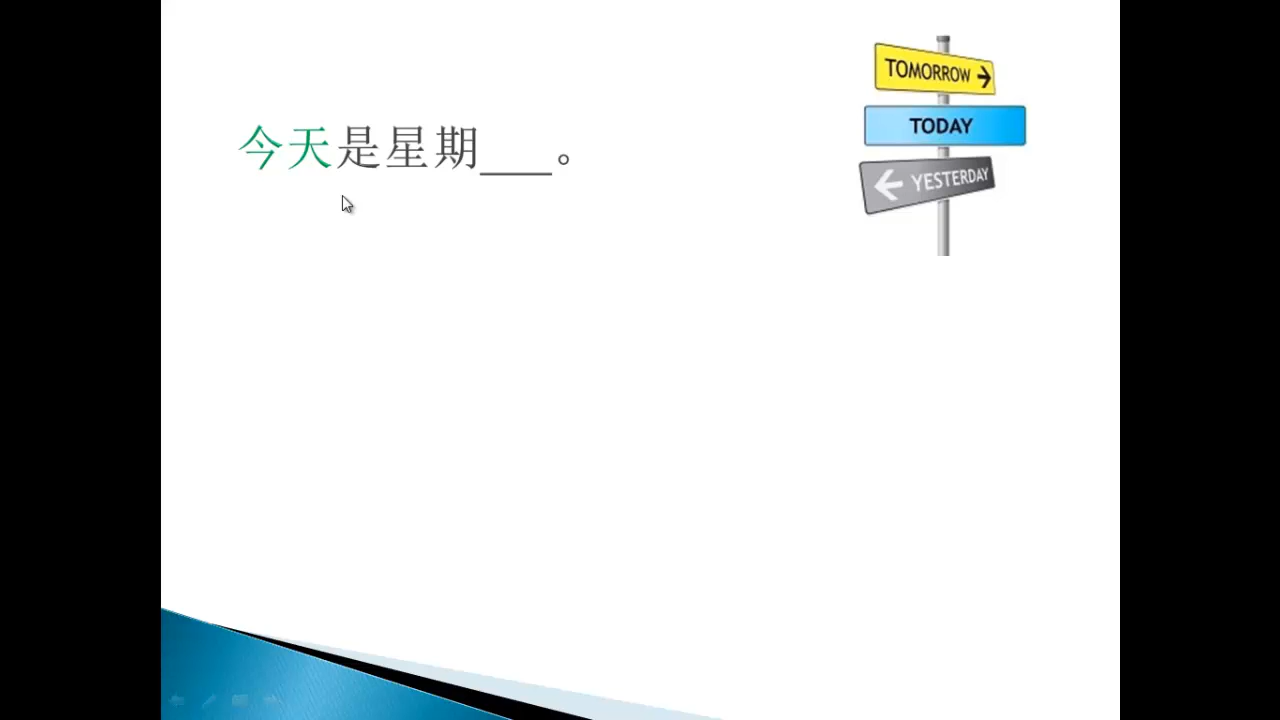 今天是星期___。
TOMORROW →
TODAY
← YESTERDAY